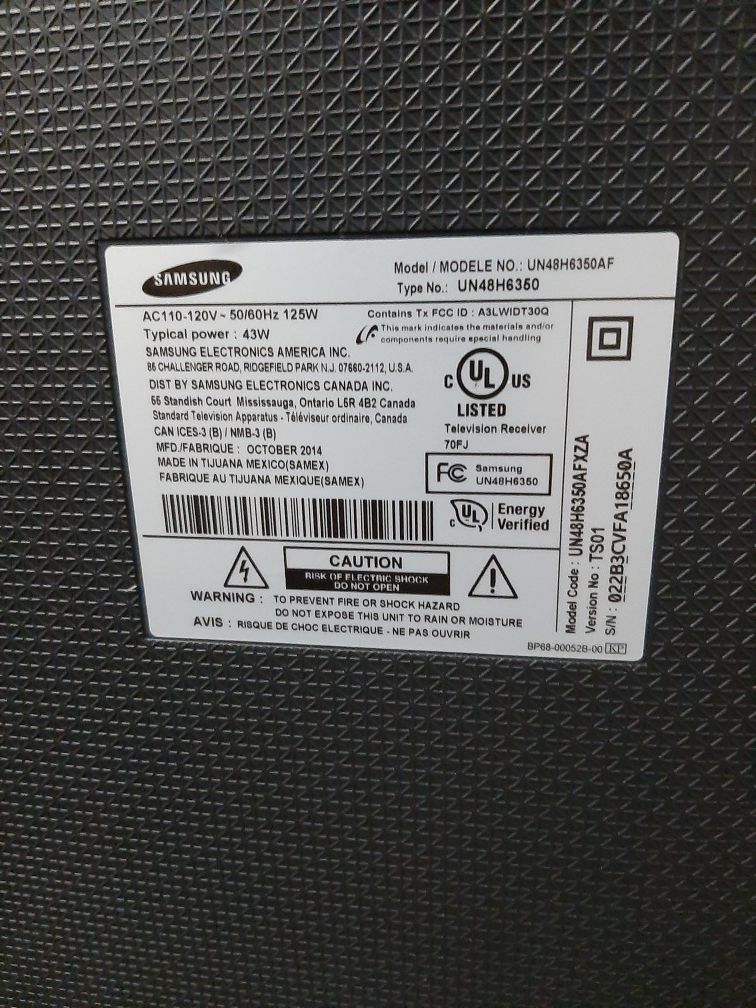 SAMSUNG
Model / MODELE NO.: UN48H6350AF
Type No.: UN48H6350
AC110-120V ~ 50/60Hz 125W
Typical power : 43W
SAMSUNG ELECTRONICS AMERICA INC.
86 CHALLENGER ROAD, RIDGEFIELD PARK N.J. 07660-2112, U.S.A.
DIST BY SAMSUNG ELECTRONICS CANADA INC.
55 Standish Court Mississauga, Ontario L5R 4B2 Canada
Standard Television Apparatus - Téléviseur ordinaire, Canada
CAN ICES-3 (B) / NMB-3 (B)
MFD./FABRIQUE : OCTOBER 2014
MADE IN TIJUANA MEXICO(SAMEX)
FABRIQUE AU TIJUANA MEXIQUE(SAMEX)
Contains Tx FCC ID : A3LWIDT30Q
This mark indicates the materials and/or
components require special handling
C UL US
LISTED
Television Receiver
70FJ
FC Samsung
UN48H6350
C UL Energy
Verified
CAUTION
RISK OF ELECTRIC SHOCK
DO NOT OPEN
WARNING : TO PREVENT FIRE OR SHOCK HAZARD
DO NOT EXPOSE THIS UNIT TO RAIN OR MOISTURE
AVIS : RISQUE DE CHOC ELECTRIQUE - NE PAS OUVRIR
Model Code : UN48H6350AFXZA
Version No : TS01
S/N : 022B3CVFA18650A
BP68-00052B-00 KP